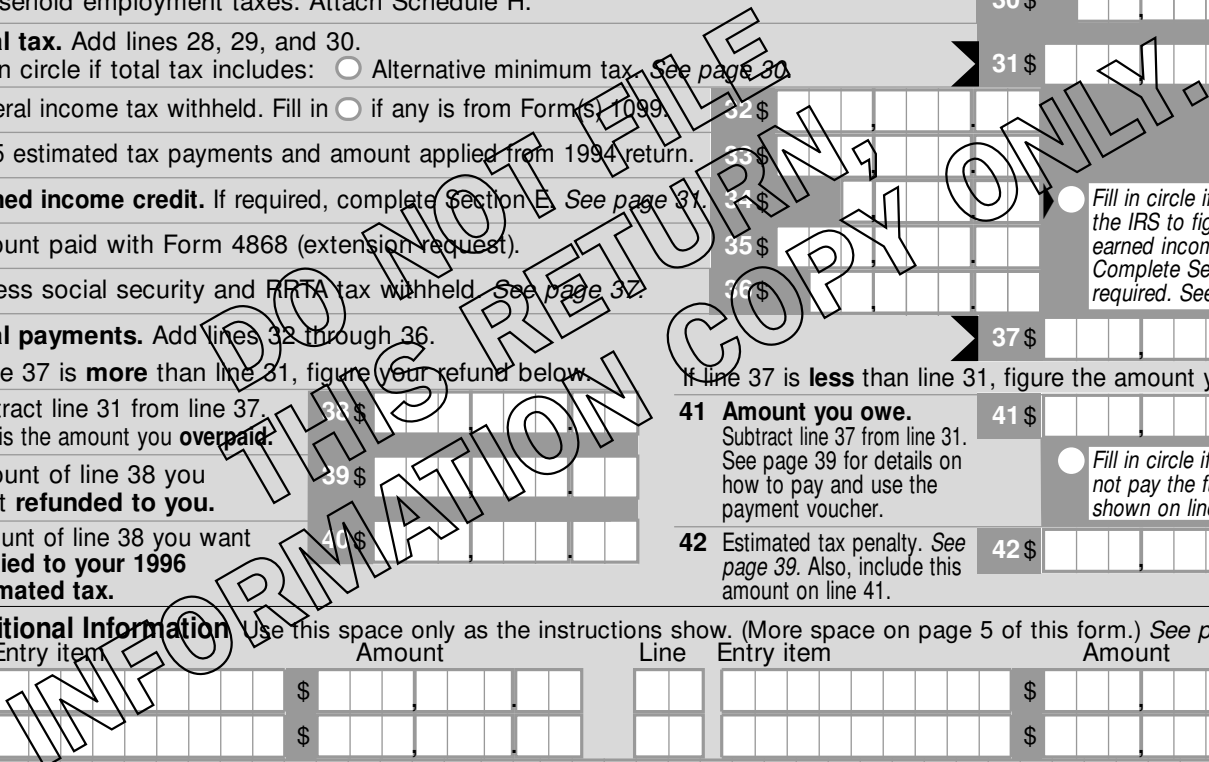 sehold employment taxes. Attach Schedule H. 30 $
al tax. Add lines 28, 29, and 30.
n circle if total tax includes: Alternative minimum tax. See page 30. 31 $
eral income tax withheld. Fill in if any is from Form(s) 1099. 32 $
5 estimated tax payments and amount applied from 1994 return. 33 $
ned income credit. If required, complete Section E. See page 31. 34 $
Fill in circle if
the IRS to fig
earned incom
Complete Se
required. See
ount paid with Form 4868 (extension request). 35 $
ess social security and RRTA tax withheld. See page 37. 36 $
al payments. Add lines 32 through 36. 37 $
e 37 is more than line 31, figure your refund below.
tract line 31 from line 37. 38 $
is the amount you overpaid.
ount of line 38 you 39 $
t refunded to you.
unt of line 38 you want 40 $
ied to your 1996
mated tax.
If line 37 is less than line 31, figure the amount y
41 Amount you owe. 41 $
Subtract line 37 from line 31.
See page 39 for details on
how to pay and use the
payment voucher.
Fill in circle if
not pay the f
shown on line
42 Estimated tax penalty. See 42 $
page 39. Also, include this
amount on line 41.
itional Information Use this space only as the instructions show. (More space on page 5 of this form.) See p
Entry item Amount Line Entry item Amount
$ $
$ $
DO NOT FILE
THIS RETURN,
INFORMATION COPY ONLY.